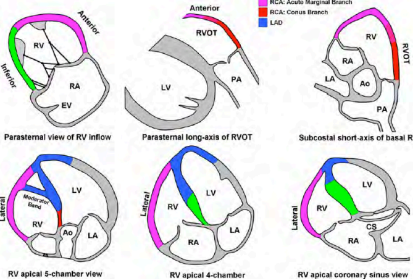 RCA: Acute Marginal Branch
RCA: Conus Branch
LAD
Anterior
RV
Inferior
RA
EV
Parasternal view of RV inflow
Anterior
RVOT
LV
PA
Parasternal long-axis of RVOT
RV
RVOT
RA
LA
Ao
PA
Subcostal short-axis of basal R
Lateral
Moderator
Band
LV
RV
Ao
RA
LA
RV apical 5-chamber view
Lateral
RV
LV
RA
LA
RV apical 4-chamber
Lateral
RV
LV
CS
RA
LA
RV apical coronary sinus view